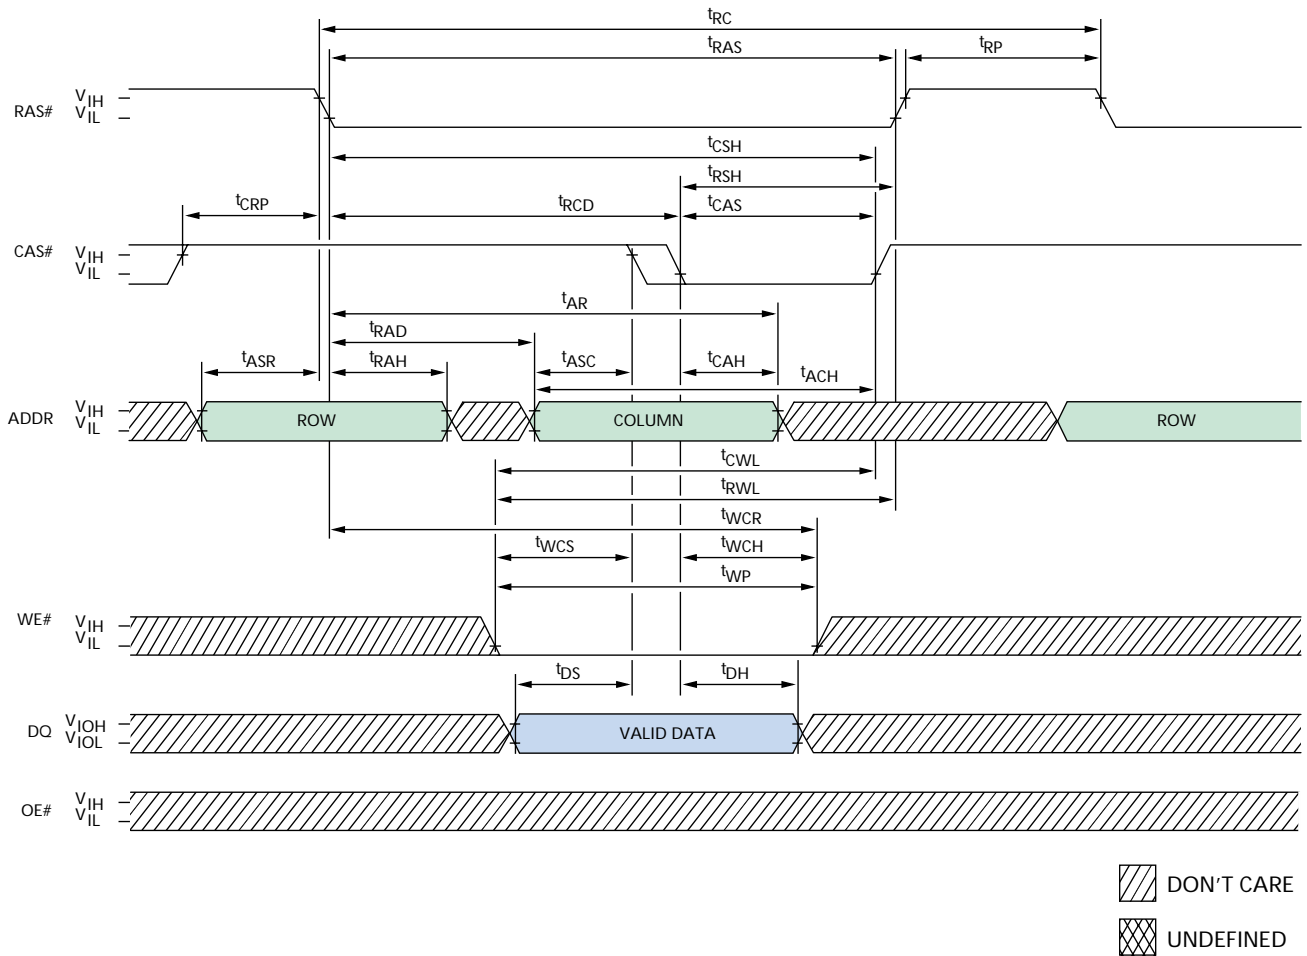 tRC
tRAS
tRP
RAS#
VIH
VIL
tCSH
tRSH
tCRP
tRCD
tCAS
CAS#
VIH
VIL
tAR
tRAD
tASR
tRAH
tASC
tCAH
tACH
ADDR
VIH
VIL
ROW
COLUMN
ROW
tCWL
tRWL
tWCR
tWCS
tWCH
tWP
WE#
VIH
VIL
tDS
tDH
DQ
VIOH
VIOL
VALID DATA
OE#
VIH
VIL
DON'T CARE
UNDEFINED